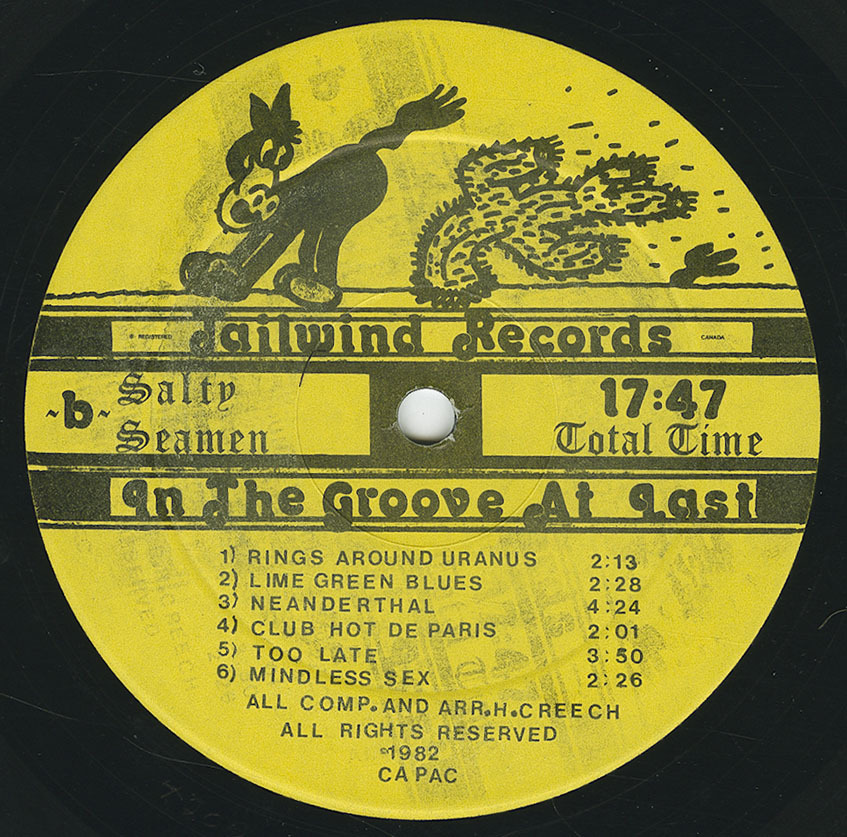 ® REGISTERED Tailwind Records CANADA
~b~ Salty
Seamen
17:47
Total Time
In The Groove At Last
1) RINGS AROUND URANUS 2:13
2) LIME GREEN BLUES 2:28
3) NEANDERTHAL 4:24
4) CLUB HOT DE PARIS 2:01
5) TOO LATE 3:50
6) MINDLESS SEX 2:26
ALL COMP. AND ARR. H. CREECH
ALL RIGHTS RESERVED
©1982
CAPAC